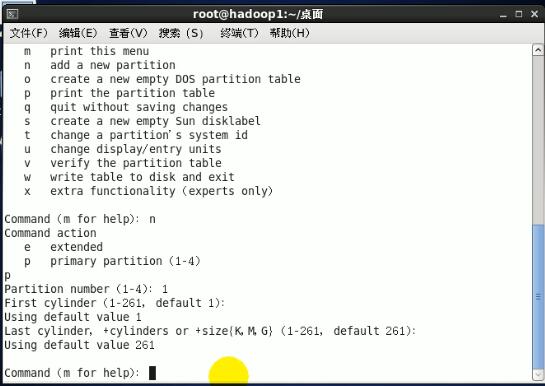 root@hadoop1:~/桌面
文件(F) 编辑(E) 查看(V) 搜索 (S) 终端(T) 帮助(H)
m print this menu
n add a new partition
o create a new empty DOS partition table
p print the partition table
q quit without saving changes
s create a new empty Sun disklabel
t change a partition's system id
u change display/entry units
v verify the partition table
w write table to disk and exit
x extra functionality (experts only)
Command (m for help): n
Command action
e extended
p primary partition (1-4)
p
Partition number (1-4): 1
First cylinder (1-261, default 1):
Using default value 1
Last cylinder, +cylinders or +size{K,M,G} (1-261, default 261):
Using default value 261
Command (m for help):